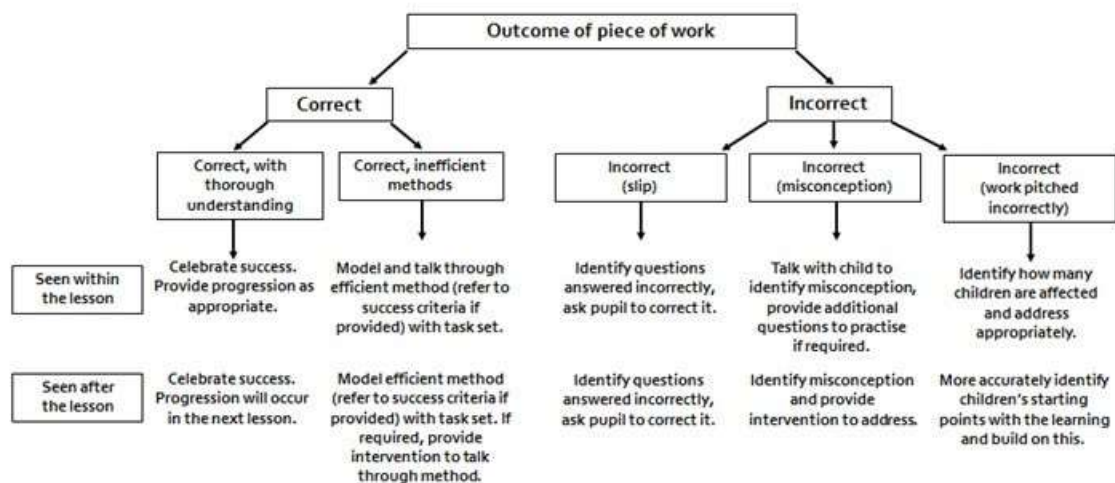 Outcome of piece of work
Correct
Incorrect
Correct, with
thorough
understanding
Correct, inefficient
methods
Incorrect
(slip)
Incorrect
(misconception)
Incorrect
(work pitched
incorrectly)
Seen within
the lesson
Celebrate success.
Provide progression as
appropriate.
Model and talk through
efficient method (refer to
success criteria if
provided) with task set.
Identify questions
answered incorrectly,
ask pupil to correct it.
Talk with child to
identify misconception,
provide additional
questions to practise
if required.
Identify how many
children are affected
and address
appropriately.
Seen after
the lesson
Celebrate success.
Progression will occur
in the next lesson.
Model efficient method
(refer to success criteria if
provided) with task set. If
required, provide
intervention to talk
through method.
Identify questions
answered incorrectly,
ask pupil to correct it.
Identify misconception
and provide
intervention to address.
More accurately identify
children's starting
points with the learning
and build on this.